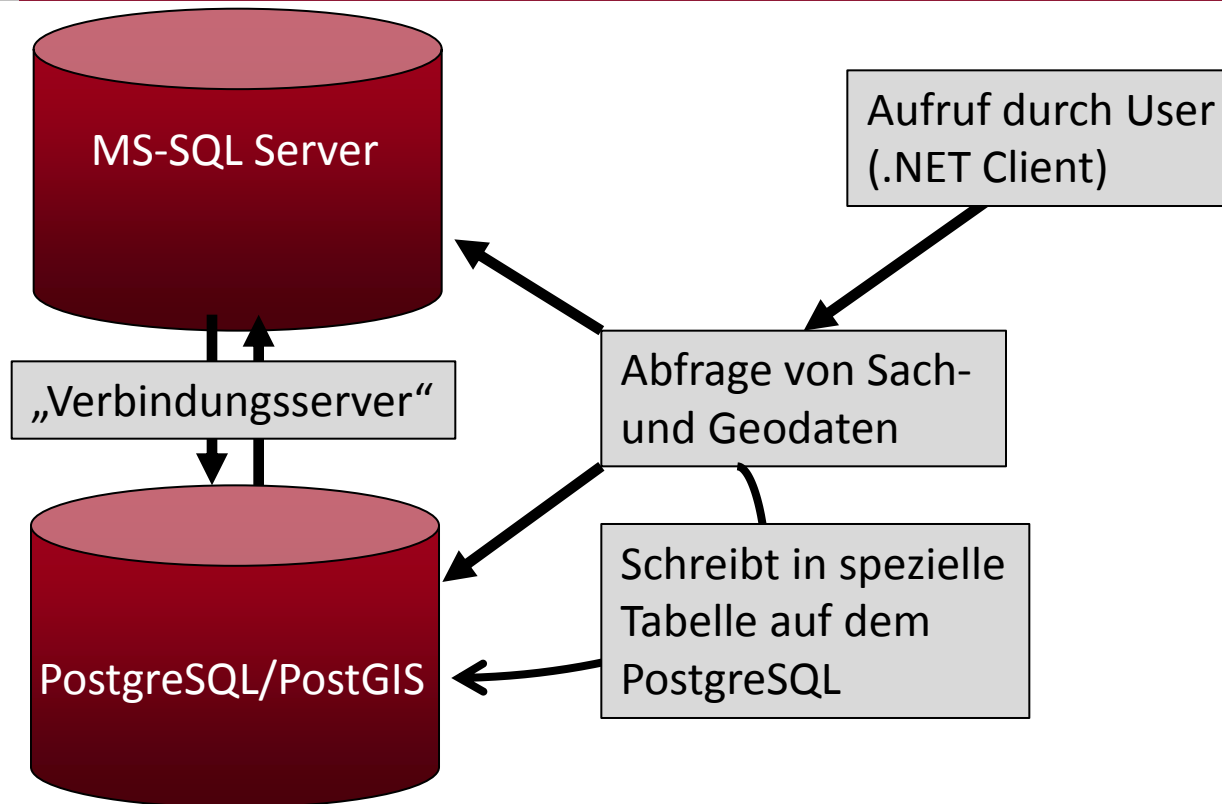 MS-SQL Server
Aufruf durch User
(.NET Client)
„Verbindungsserver“
Abfrage von Sach-
und Geodaten
Schreibt in spezielle
Tabelle auf dem
PostgreSQL
PostgreSQL/PostGIS